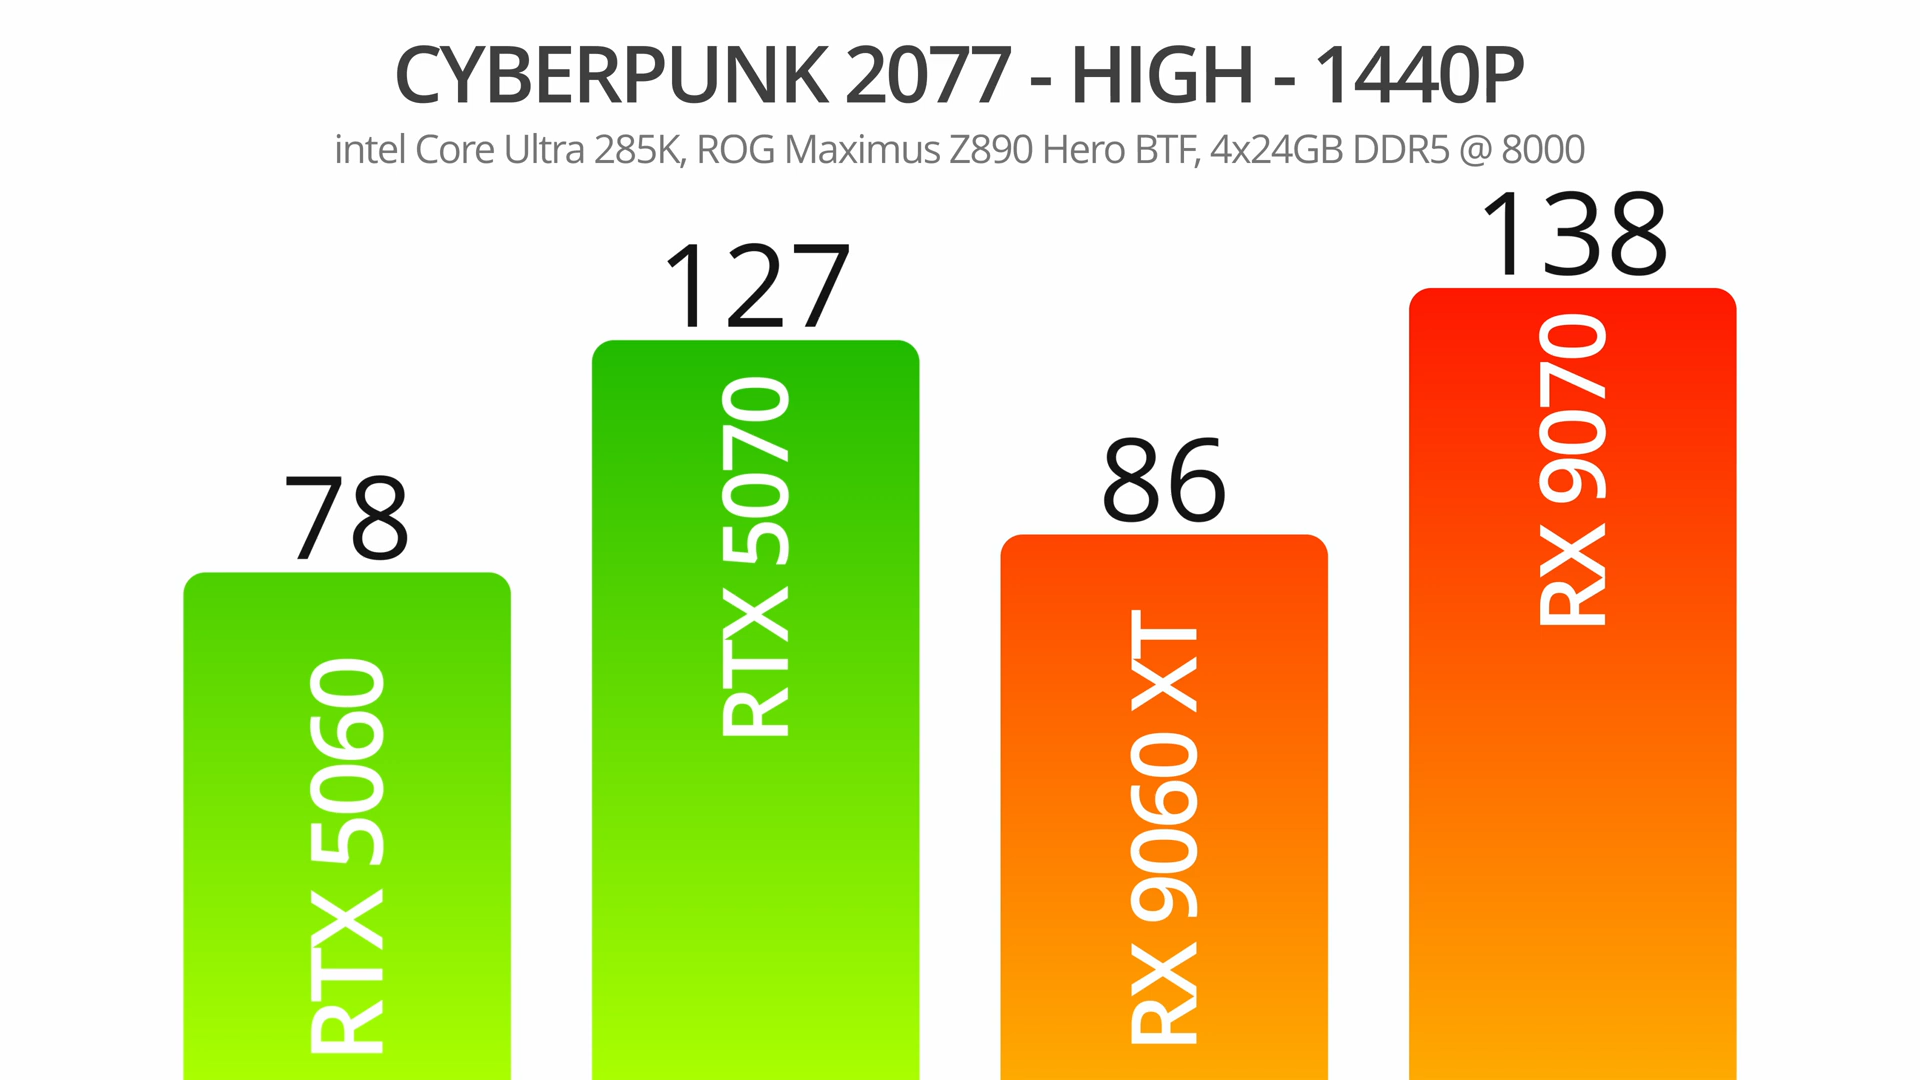 CYBERPUNK 2077 - HIGH - 1440P
intel Core Ultra 285K, ROG Maximus Z890 Hero BTF, 4x24GB DDR5 @ 8000
78
RTX 5060
127
RTX 5070
86
RX 9060 XT
138
RX 9070